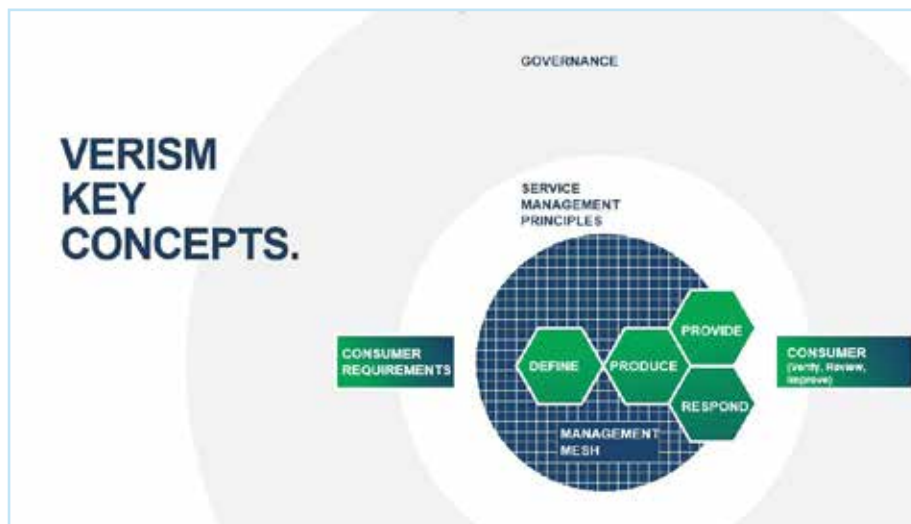 GOVERNANCE
VERISM
KEY
CONCEPTS.
SERVICE
MANAGEMENT
PRINCIPLES
CONSUMER
REQUIREMENTS
DEFINE
PRODUCE
PROVIDE
RESPOND
MANAGEMENT
MESH
CONSUMER
(Verify, Review,
Improve)